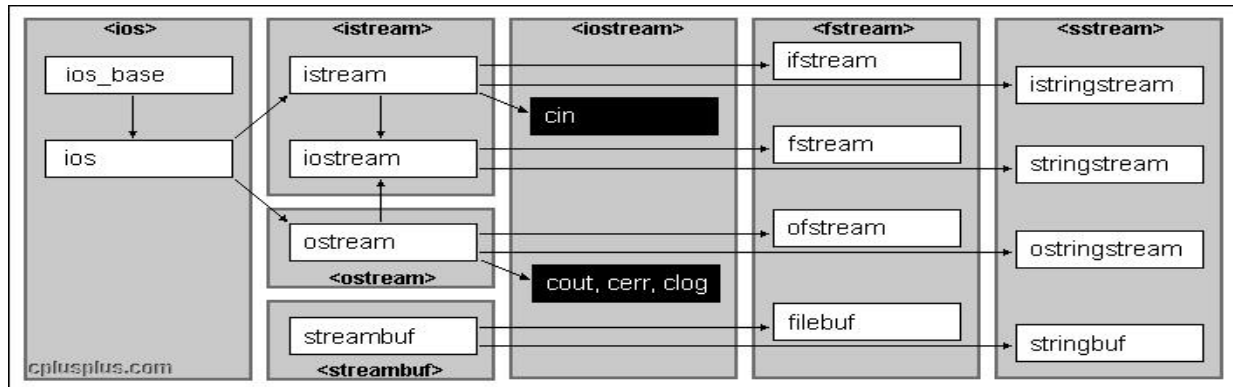 <ios>
ios_base
ios
<istream>
istream
iostream
ostream
<ostream>
streambuf
<streambuf>
<iostream>
cin
cout, cerr, clog
<fstream>
ifstream
fstream
ofstream
filebuf
<sstream>
istringstream
stringstream
ostringstream
stringbuf
cplusplus.com